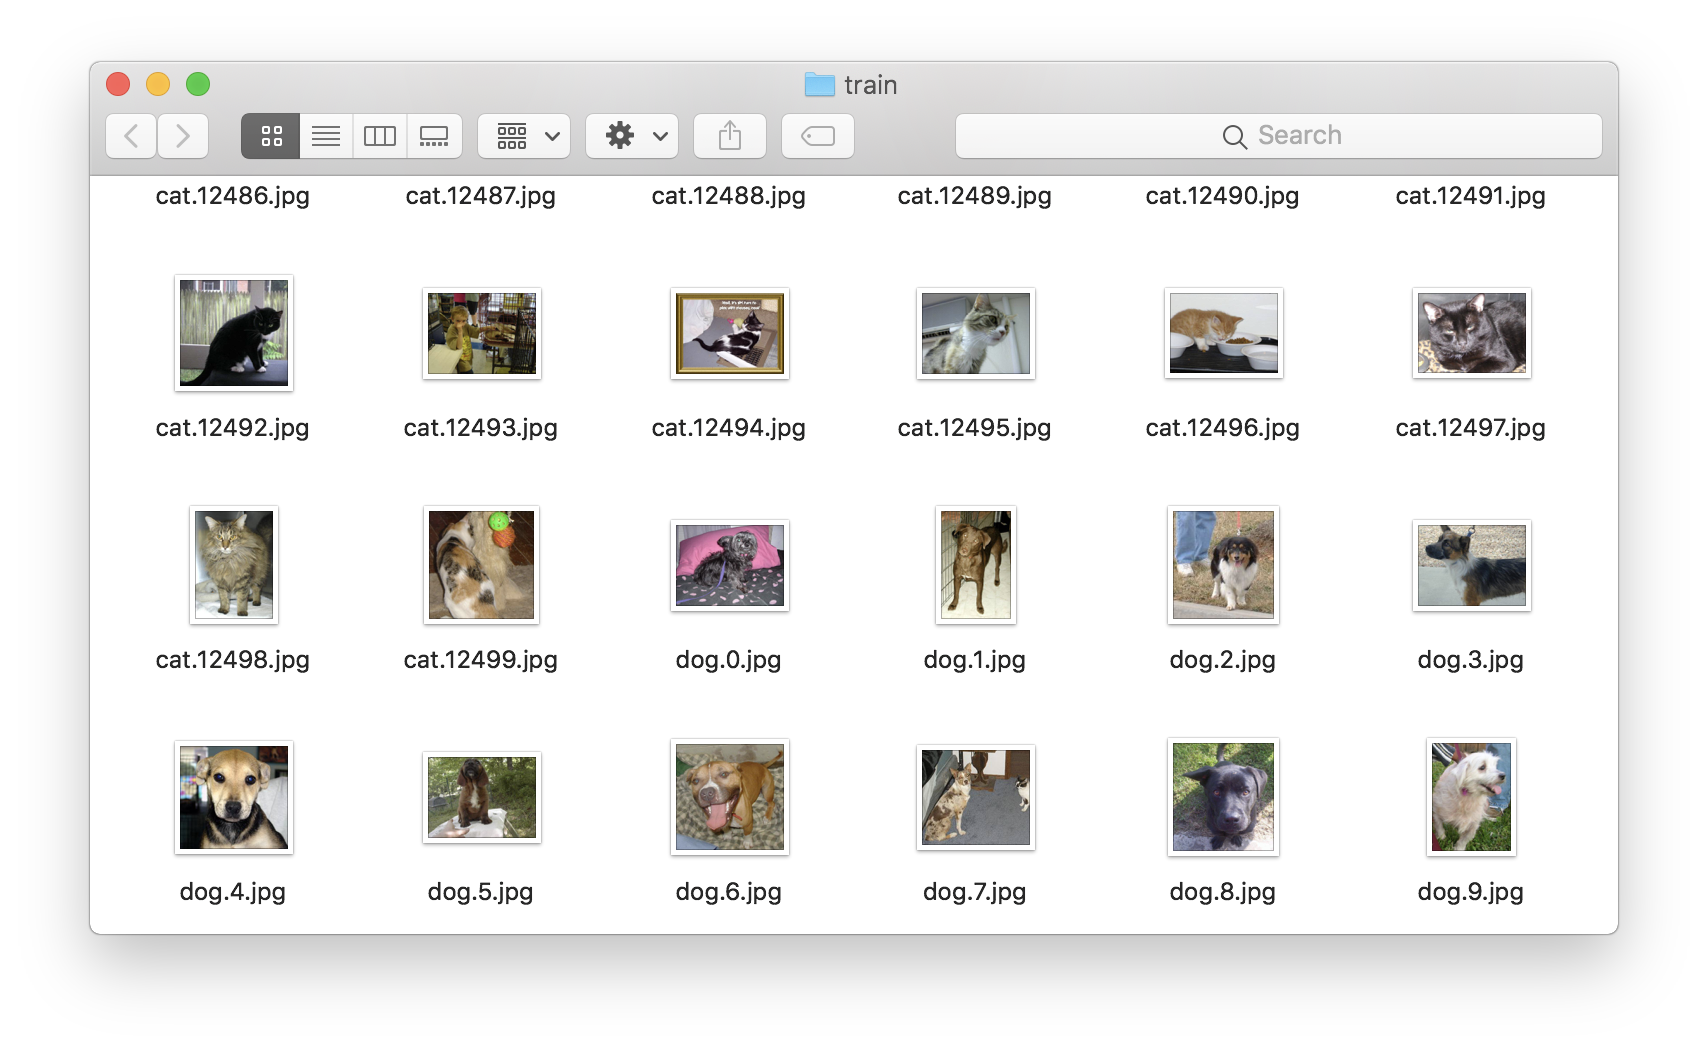 train
Search
cat.12486.jpg cat.12487.jpg cat.12488.jpg cat.12489.jpg cat.12490.jpg cat.12491.jpg
cat.12492.jpg cat.12493.jpg cat.12494.jpg cat.12495.jpg cat.12496.jpg cat.12497.jpg
cat.12498.jpg cat.12499.jpg dog.0.jpg dog.1.jpg dog.2.jpg dog.3.jpg
dog.4.jpg dog.5.jpg dog.6.jpg dog.7.jpg dog.8.jpg dog.9.jpg